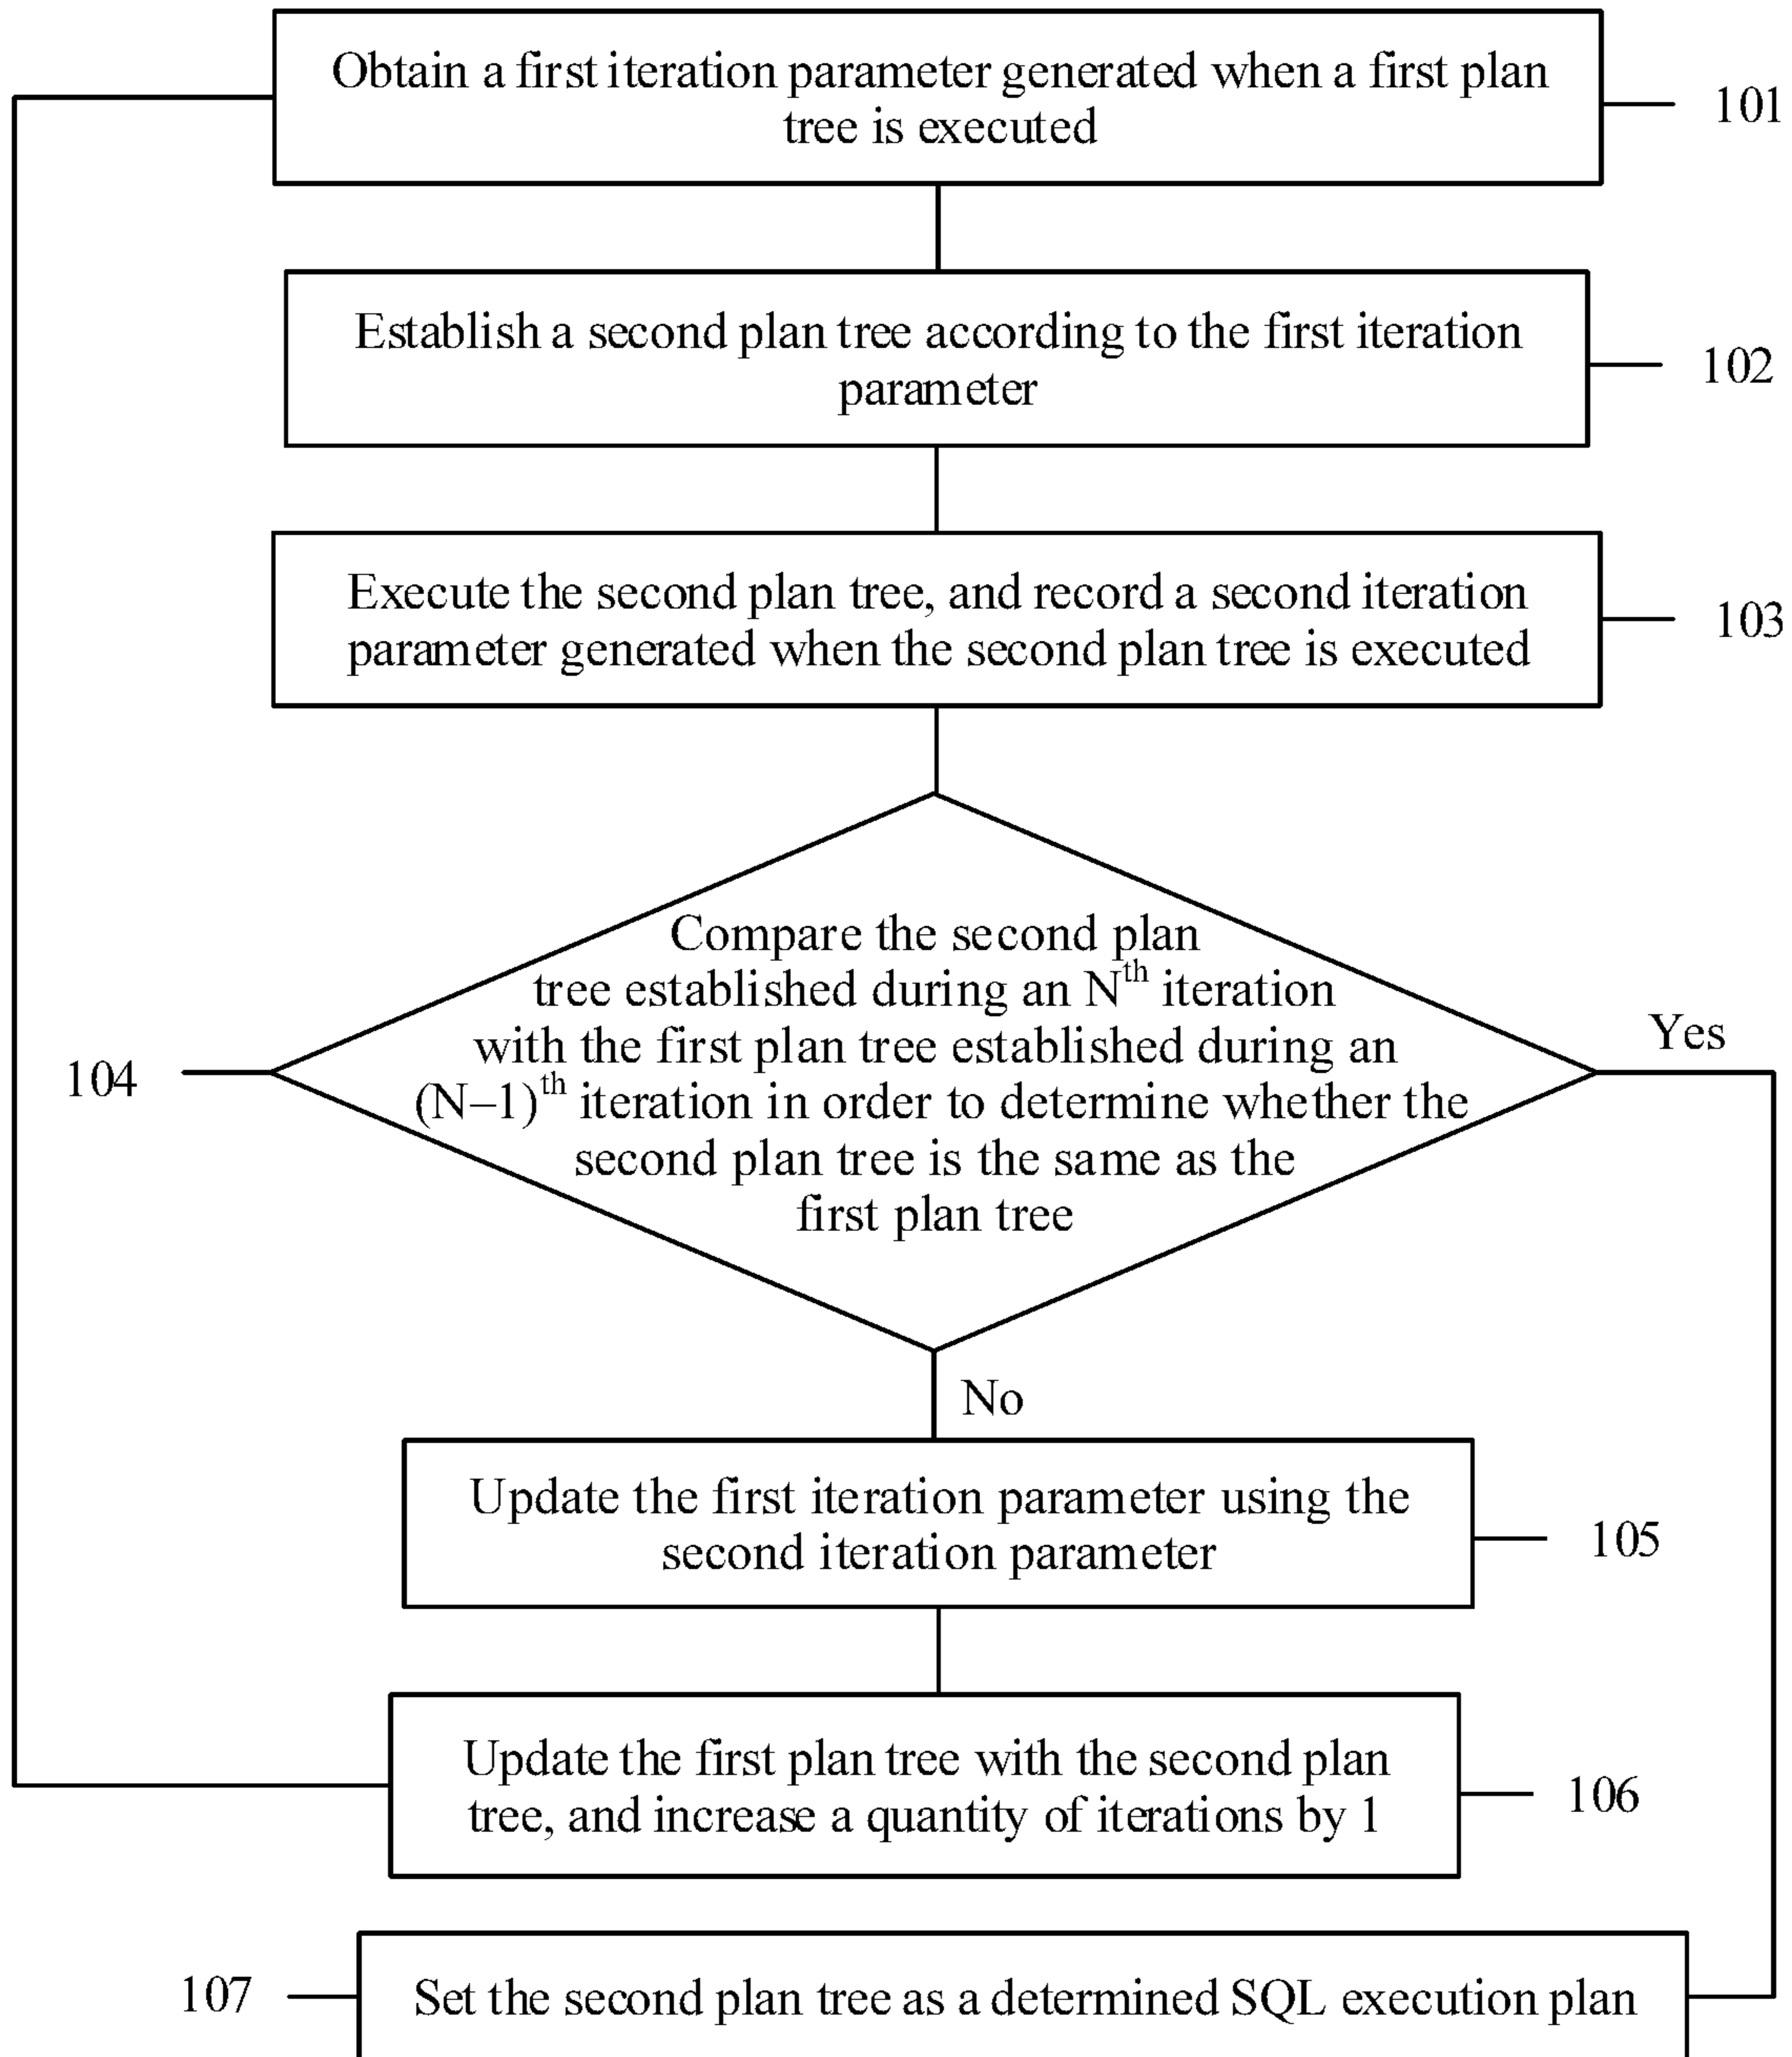 Obtain a first iteration parameter generated when a first plan
tree is executed
101
Establish a second plan tree according to the first iteration
parameter
102
Execute the second plan tree, and record a second iteration
parameter generated when the second plan tree is executed
103
Compare the second plan
tree established during an Nth iteration
with the first plan tree established during an
(N–1)th iteration in order to determine whether the
second plan tree is the same as the
first plan tree
104
Yes
No
Update the first iteration parameter using the
second iteration parameter
105
Update the first plan tree with the second plan
tree, and increase a quantity of iterations by 1
106
107
Set the second plan tree as a determined SQL execution plan